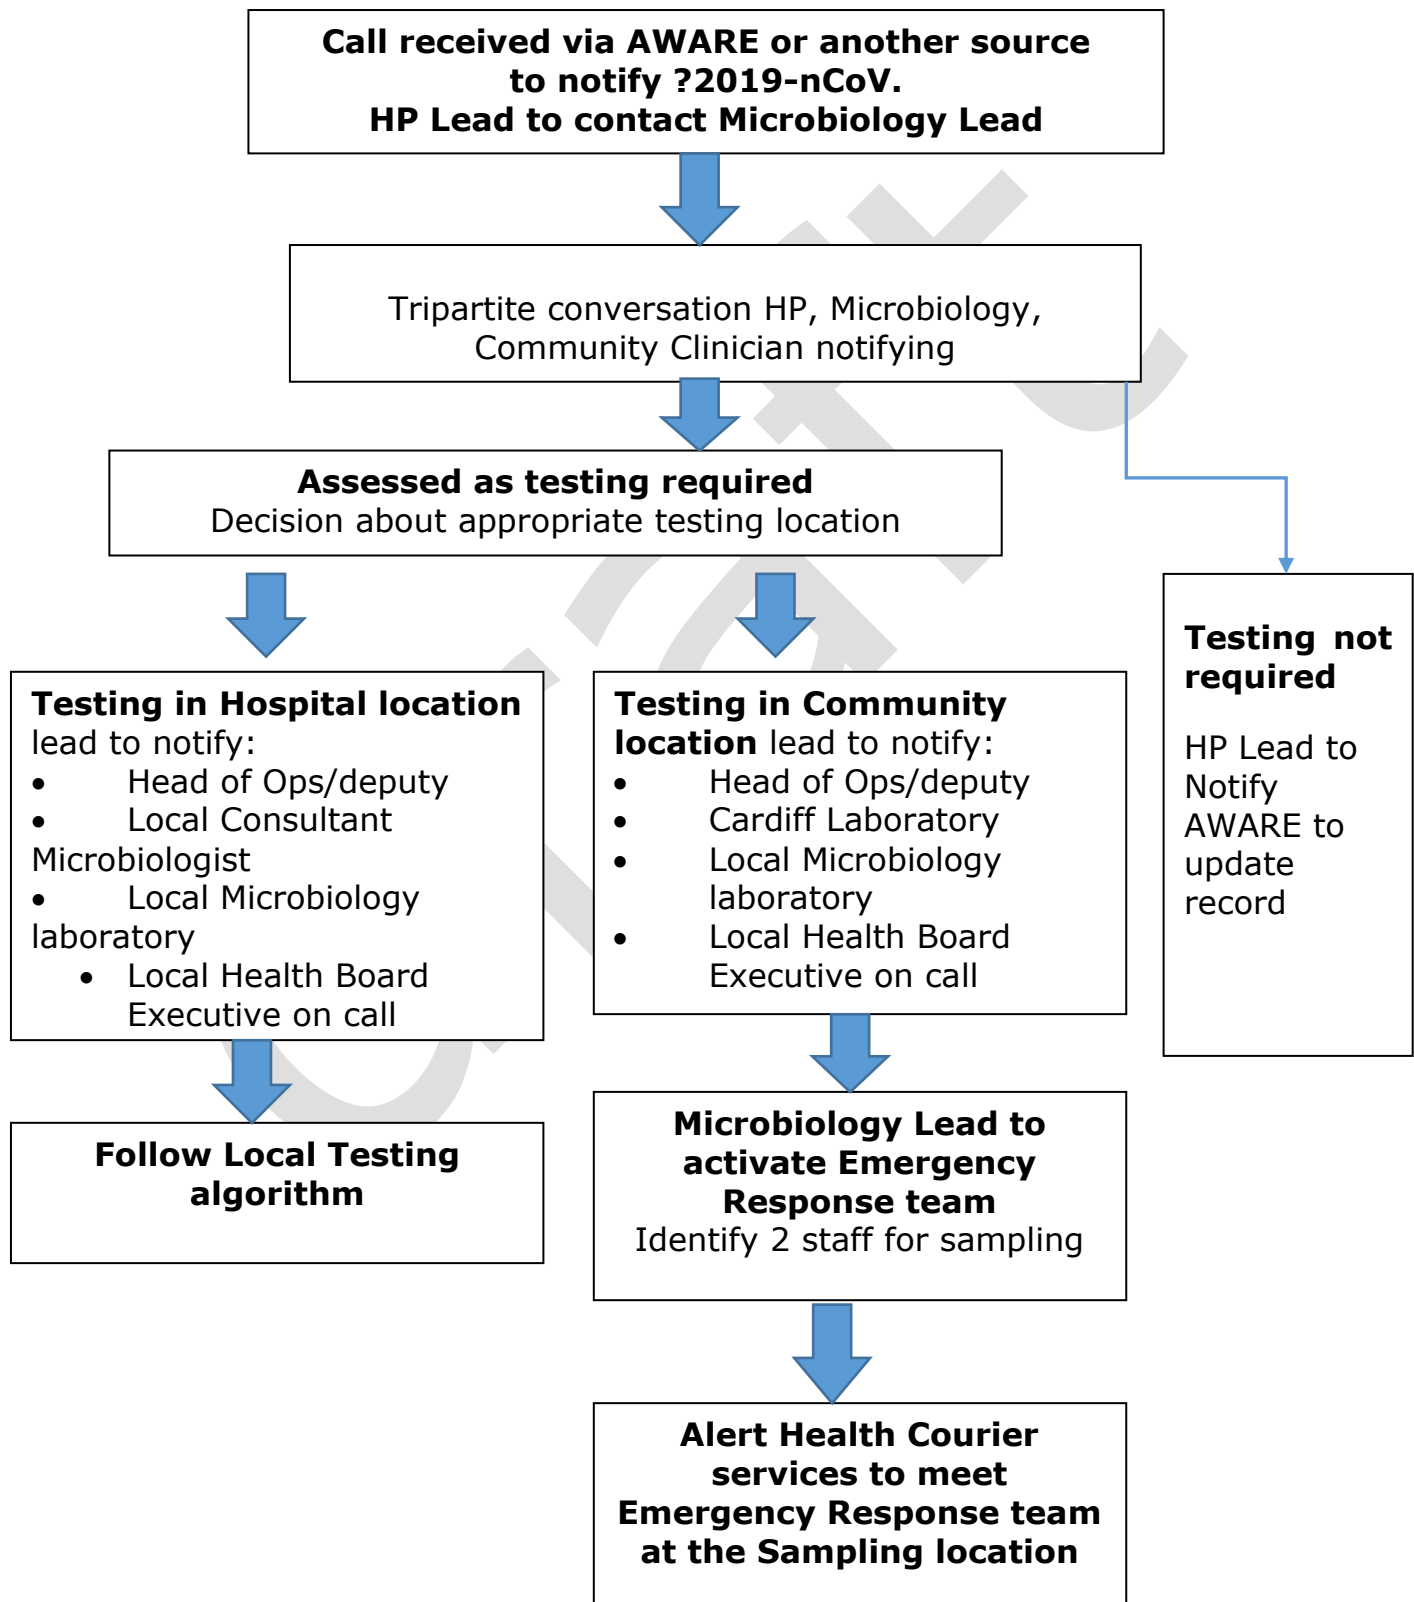 Call received via AWARE or another source
to notify ?2019-nCoV.
HP Lead to contact Microbiology Lead
Tripartite conversation HP, Microbiology,
Community Clinician notifying
Assessed as testing required
Decision about appropriate testing location
Testing in Hospital location
lead to notify:
• Head of Ops/deputy
• Local Consultant
Microbiologist
• Local Microbiology
laboratory
• Local Health Board
Executive on call
Testing in Community
location lead to notify:
• Head of Ops/deputy
• Cardiff Laboratory
• Local Microbiology
laboratory
• Local Health Board
Executive on call
Testing not
required
HP Lead to
Notify
AWARE to
update
record
Follow Local Testing
algorithm
Microbiology Lead to
activate Emergency
Response team
Identify 2 staff for sampling
Alert Health Courier
services to meet
Emergency Response team
at the Sampling location
draft